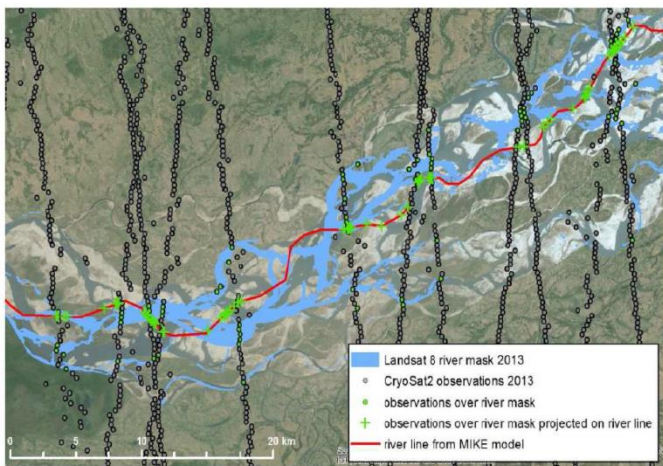 Landsat 8 river mask 2013
CryoSat2 observations 2013
observations over river mask
observations over river mask projected on river line
river line from MIKE model
0 5 10 20 km